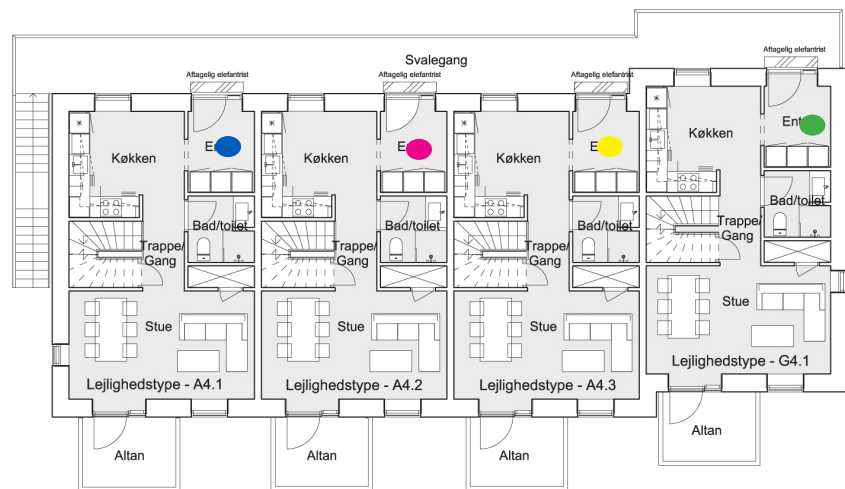 Svalegang
Aftagelig elefantrist
Aftagelig elefantrist
Aftagelig elefantrist
Aftagelig elefantrist
Køkken
Køkken
Køkken
Køkken
Ent
Bad/toilet
Bad/toilet
Bad/toilet
Bad/toilet
Trappe/
Gang
Trappe/
Gang
Trappe/
Gang
Trappe/
Gang
Stue
Stue
Stue
Stue
Lejlighedstype - A4.1
Lejlighedstype - A4.2
Lejlighedstype - A4.3
Lejlighedstype - G4.1
Altan
Altan
Altan
Altan